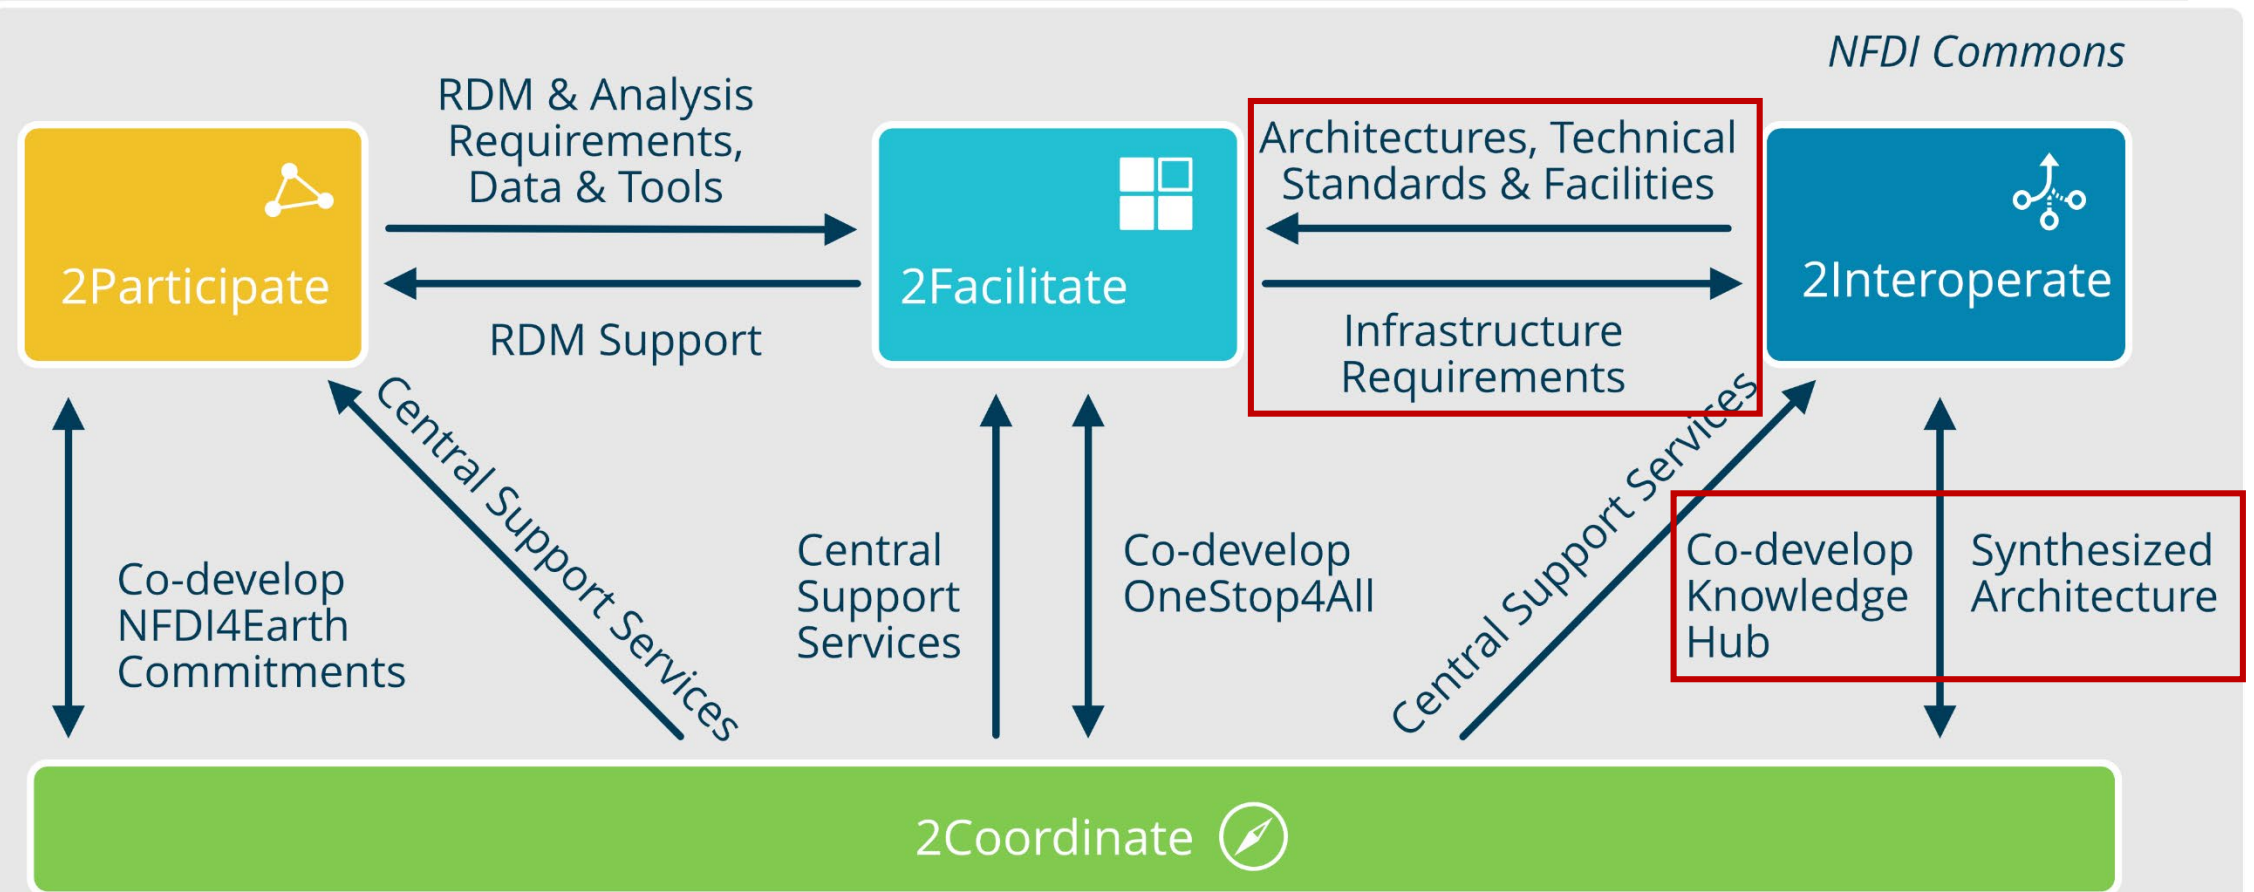 NFDI Commons
RDM & Analysis
Requirements,
Data & Tools
Architectures, Technical
Standards & Facilities
2Participate
2Facilitate
2Interoperate
RDM Support
Infrastructure
Requirements
Co-develop
NFDI4Earth
Commitments
Central Support Services
Central
Support
Services
Co-develop
OneStop4All
Central Support Services
Co-develop
Knowledge
Hub
Synthesized
Architecture
2Coordinate